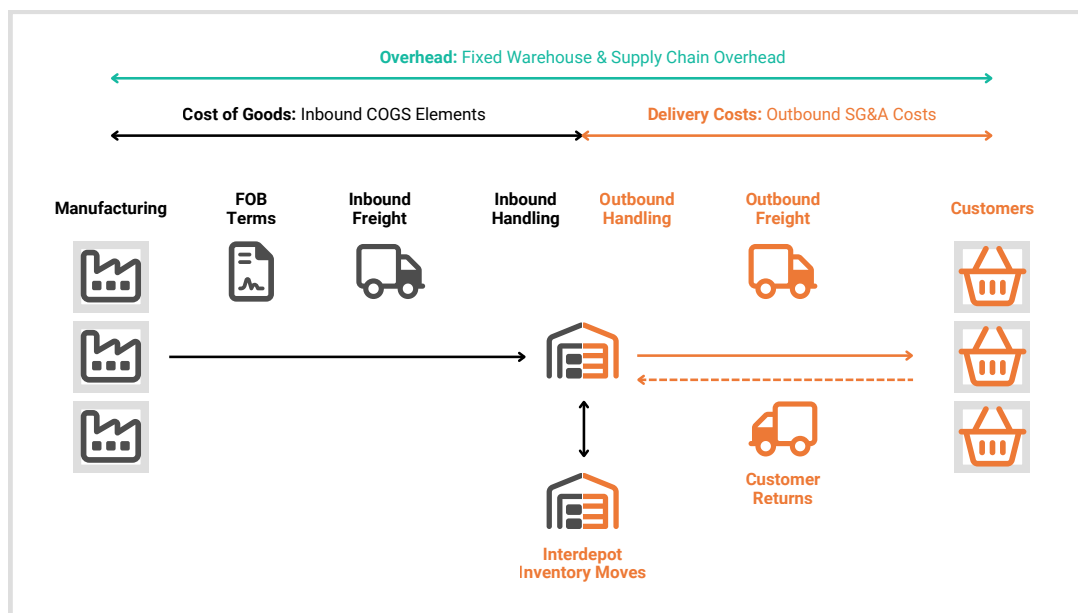 Overhead: Fixed Warehouse & Supply Chain Overhead
Cost of Goods: Inbound COGS Elements
Delivery Costs: Outbound SG&A Costs
Manufacturing
FOB
Terms
Inbound
Freight
Inbound
Handling
Outbound
Handling
Outbound
Freight
Customers
Customer
Returns
Interdepot
Inventory Moves